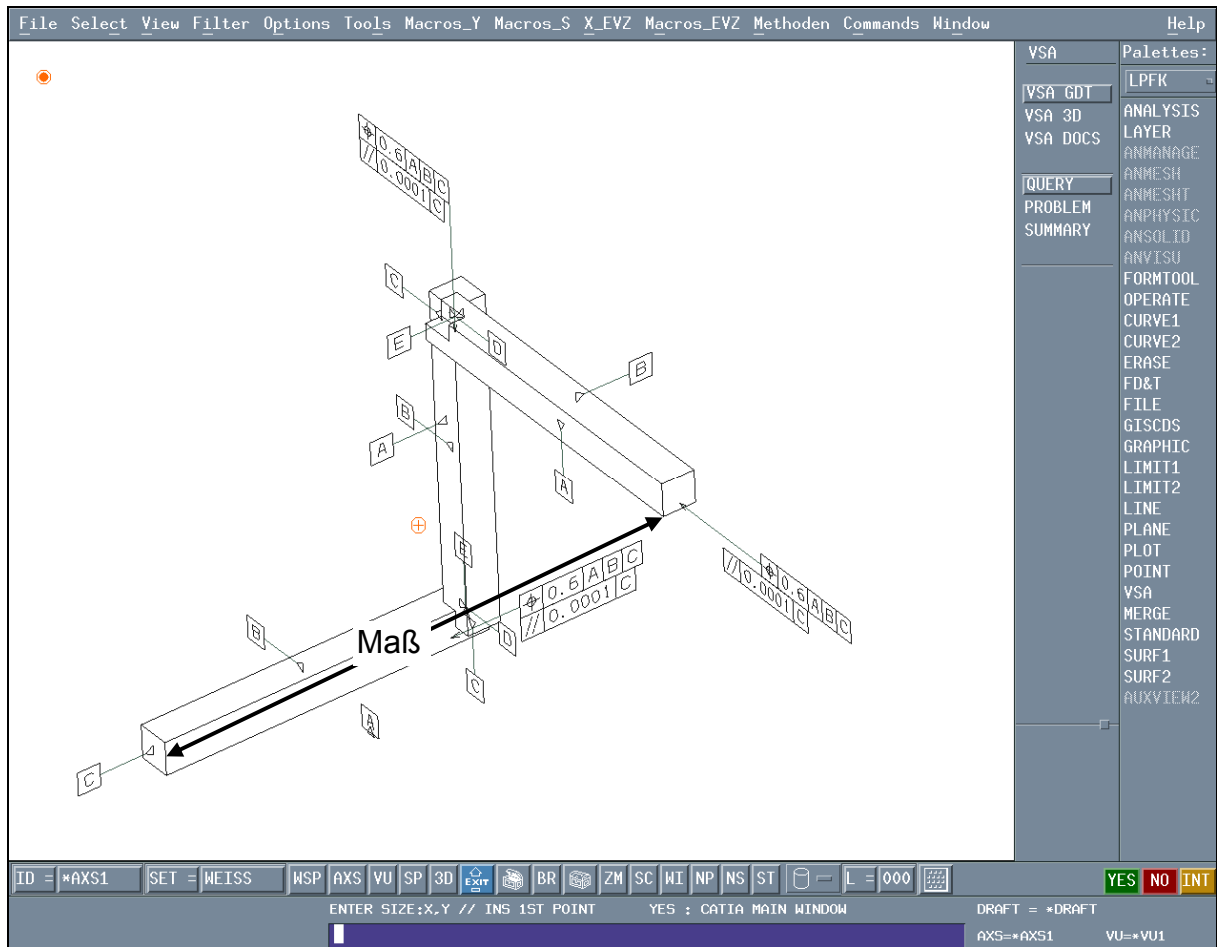 File Select View Filter Options Tools Macros_Y Macros_S X_EVZ Macros_EVZ Methoden Commands Window Help
VSA
VSA GDT
VSA 3D
VSA DOCS
QUERY
PROBLEM
SUMMARY
Palettes:
LPFK
ANALYSIS
LAYER
ANMANAGE
ANMESH
ANMESHT
ANPHYSIC
ANSOLID
ANVISU
FORMTOOL
OPERATE
CURVE1
CURVE2
ERASE
FD&T
FILE
GISCDS
GRAPHIC
LIMIT1
LIMIT2
LINE
PLANE
PLOT
POINT
VSA
MERGE
STANDARD
SURF1
SURF2
AUXVIEW2
⌖ 0.6 A B C
// 0.0001 C
C
E
D
B
B
A
A
E
⌖ 0.6 A B C
// 0.0001 C
⌖ 0.6 A B C
// 0.0001 C
B
Maß
D
C
A
C
ID = *AXS1 SET = WEISS WSP AXS VU SP 3D EXIT BR ZM SC WI NP NS ST L = 000 YES NO INT
ENTER SIZE:X,Y // INS 1ST POINT YES : CATIA MAIN WINDOW DRAFT = *DRAFT
AXS=*AXS1 VU=*VU1